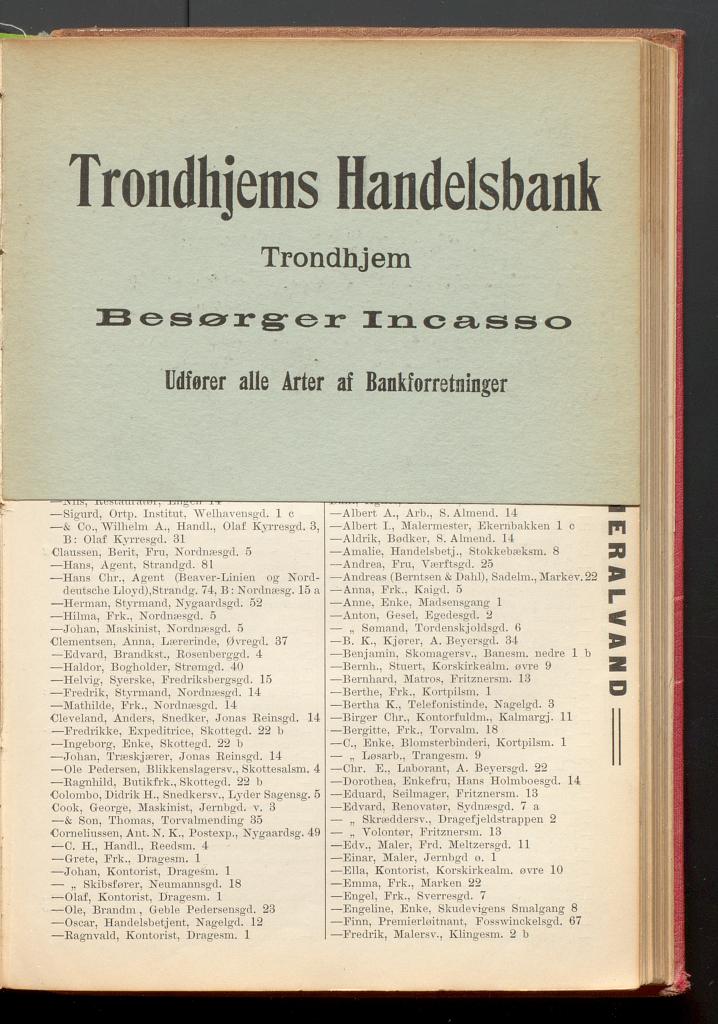 Trondhjems Handelsbank
Trondhjem
Besørger Incasso
Udfører alle Arter af Bankforretninger
—Nils, Restauratør, Engen 14
—Sigurd, Ortp. Institut, Welhavensgd. 1 c
—& Co., Wilhelm A., Handl., Olaf Kyrresgd. 3,
B: Olaf Kyrresgd. 31
Claussen, Berit, Fru, Nordnæsgd. 5
—Hans, Agent, Strandgd. 81
—Hans Chr., Agent (Beaver-Linien og Nord-
deutsche Lloyd), Strandg. 74, B: Nordnæsg. 15 a
—Herman, Styrmand, Nygaardsgd. 52
—Hilma, Frk., Nordnæsgd. 5
—Johan, Maskinist, Nordnæsgd. 5
Clementsen, Anna, Lærerinde, Øvregd. 37
—Edvard, Brandkst., Rosenberggd. 4
—Haldor, Bogholder, Strømgd. 40
—Helvig, Syerske, Fredriksbergsgd. 15
—Fredrik, Styrmand, Nordnæsgd. 14
—Mathilde, Frk., Nordnæsgd. 14
Cleveland, Anders, Snedker, Jonas Reinsgd. 14
—Fredrikke, Expeditrice, Skottegd. 22 b
—Ingeborg, Enke, Skottegd. 22 b
—Johan, Træskjærer, Jonas Reinsgd. 14
—Ole Pedersen, Blikkenslagersv., Skottesalsm. 4
—Ragnhild, Butikfrk., Skottegd. 22 b
Colombo, Didrik H., Snedkersv., Lyder Sagensg. 5
Cook, George, Maskinist, Jernbgd. v. 3
—& Son, Thomas, Torvalmending 35
Corneliussen, Ant. N. K., Postexp., Nygaardsg. 49
—C. H., Handl., Reedsm. 4
—Grete, Frk., Dragesm. 1
—Johan, Kontorist, Dragesm. 1
— „ Skibsfører, Neumannsgd. 18
—Olaf, Kontorist, Dragesm. 1
—Ole, Brandm., Geble Pedersensgd. 23
—Oscar, Handelsbetjent, Nagelgd. 12
—Ragnvald, Kontorist, Dragesm. 1
—Albert A., Arb., S. Almend. 14
—Albert I., Malermester, Ekernbakken 1 c
—Aldrik, Bødker, S. Almend. 14
—Amalie, Handelsbetj., Stokkebæksm. 8
—Andrea, Fru, Værftsgd. 25
—Andreas (Berntsen & Dahl), Sadelm., Markev. 22
—Anna, Frk., Kaigd. 5
—Anne, Enke, Madsensgang 1
—Anton, Gesel, Egedesgd. 2
— „ Sømand, Tordenskjoldsgd. 6
—B. K., Kjører, A. Beyersgd. 34
—Benjamin, Skomagersv., Banesm. nedre 1 b
—Bernh., Stuert, Korskirkealm. øvre 9
—Bernhard, Matros, Fritznersm. 13
—Berthe, Frk., Kortpilsm. 1
—Bertha K., Telefonistinde, Nagelgd. 3
—Birger Chr., Kontorfuldm., Kalmargj. 11
—Bergitte, Frk., Torvalm. 18
—C., Enke, Blomsterbinderi, Kortpilsm. 1
— „ Løsarb., Trangesm. 9
—Chr. E., Laborant, A. Beyersgd. 22
—Dorothea, Enkefru, Hans Holmboesgd. 14
—Eduard, Seilmager, Fritznersm. 13
—Edvard, Renovatør, Sydnæsgd. 7 a
— „ Skræddersv., Dragefjeldstrappen 2
— „ Volontør, Fritznersm. 13
—Edv., Maler, Frd. Meltzersgd. 11
—Einar, Maler, Jernbgd ø. 1
—Ella, Kontorist, Korskirkealm. øvre 10
—Emma, Frk., Marken 22
—Engel, Frk., Sverresgd. 7
—Engeline, Enke, Skudevigens Smalgang 8
—Finn, Premierløitnant, Fosswinckelsgd. 67
—Fredrik, Malersv., Klingesm. 2 b
ERALVAND